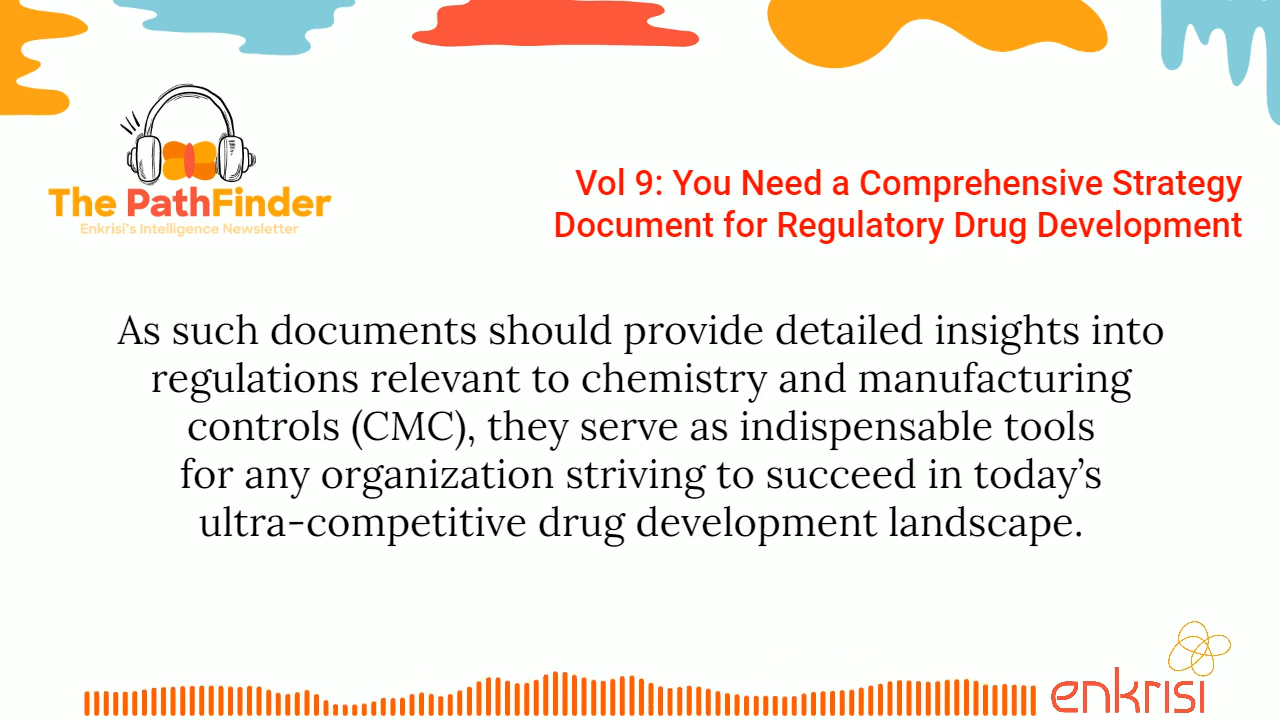 The PathFinder
Enkrisi's Intelligence Newsletter
Vol 9: You Need a Comprehensive Strategy
Document for Regulatory Drug Development
As such documents should provide detailed insights into
regulations relevant to chemistry and manufacturing
controls (CMC), they serve as indispensable tools
for any organization striving to succeed in today’s
ultra-competitive drug development landscape.
enkrisi